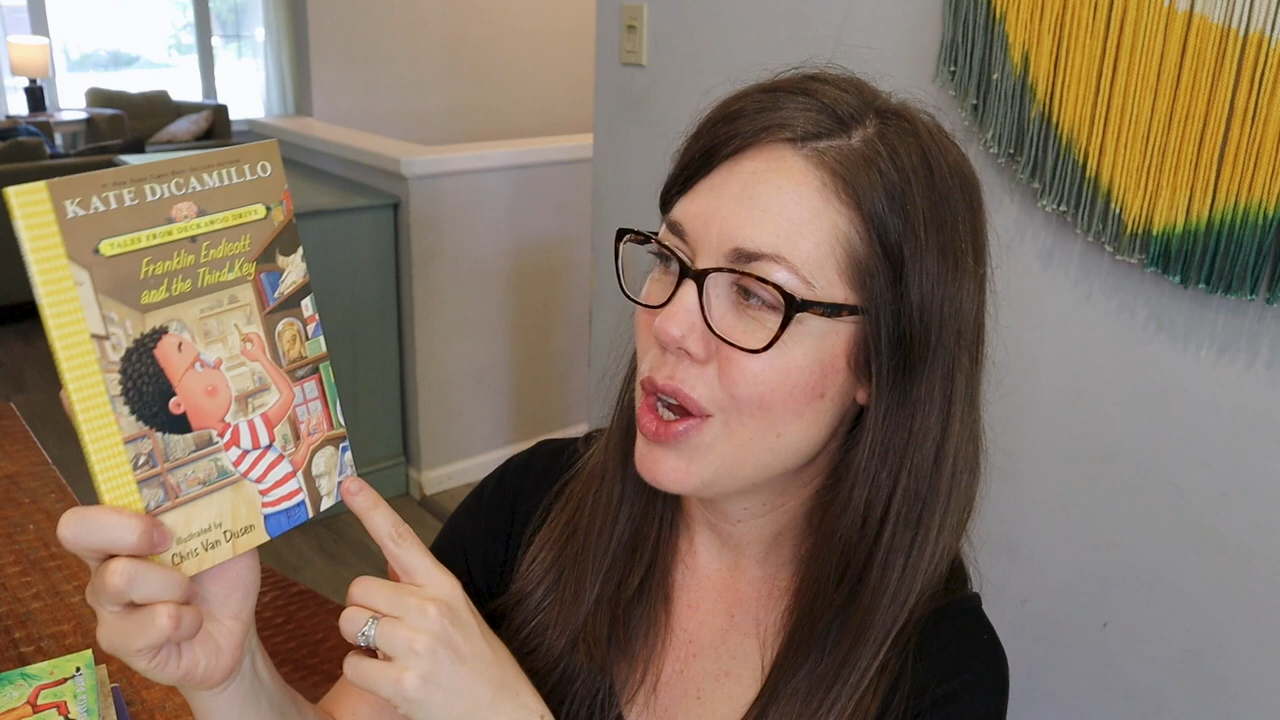 KATE DiCAMILLO
TALES FROM DECKAWOO DRIVE
Franklin Endicott
and the Third Key
illustrated by
Chris Van Dusen